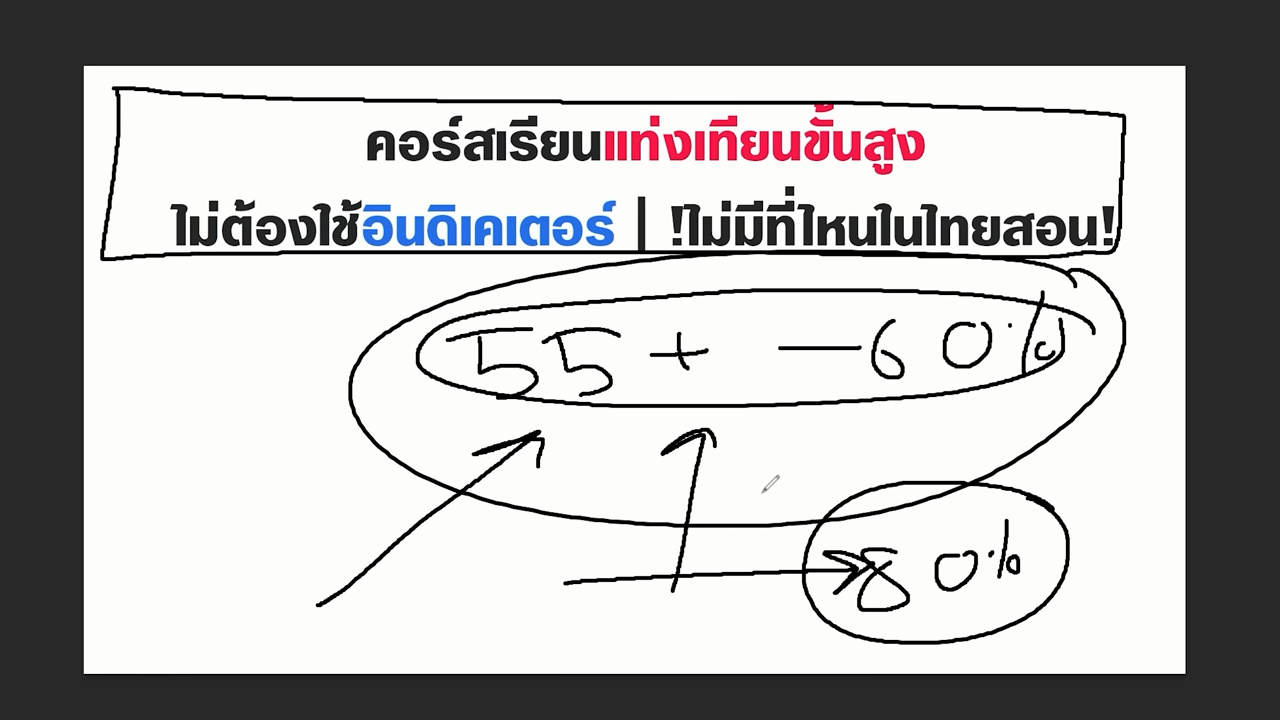 คอร์สเรียนแท่งเทียนขั้นสูง
ไม่ต้องใช้อินดิเคเตอร์ | !ไม่มีที่ไหนในไทยสอน!
55 + - 60%
80%